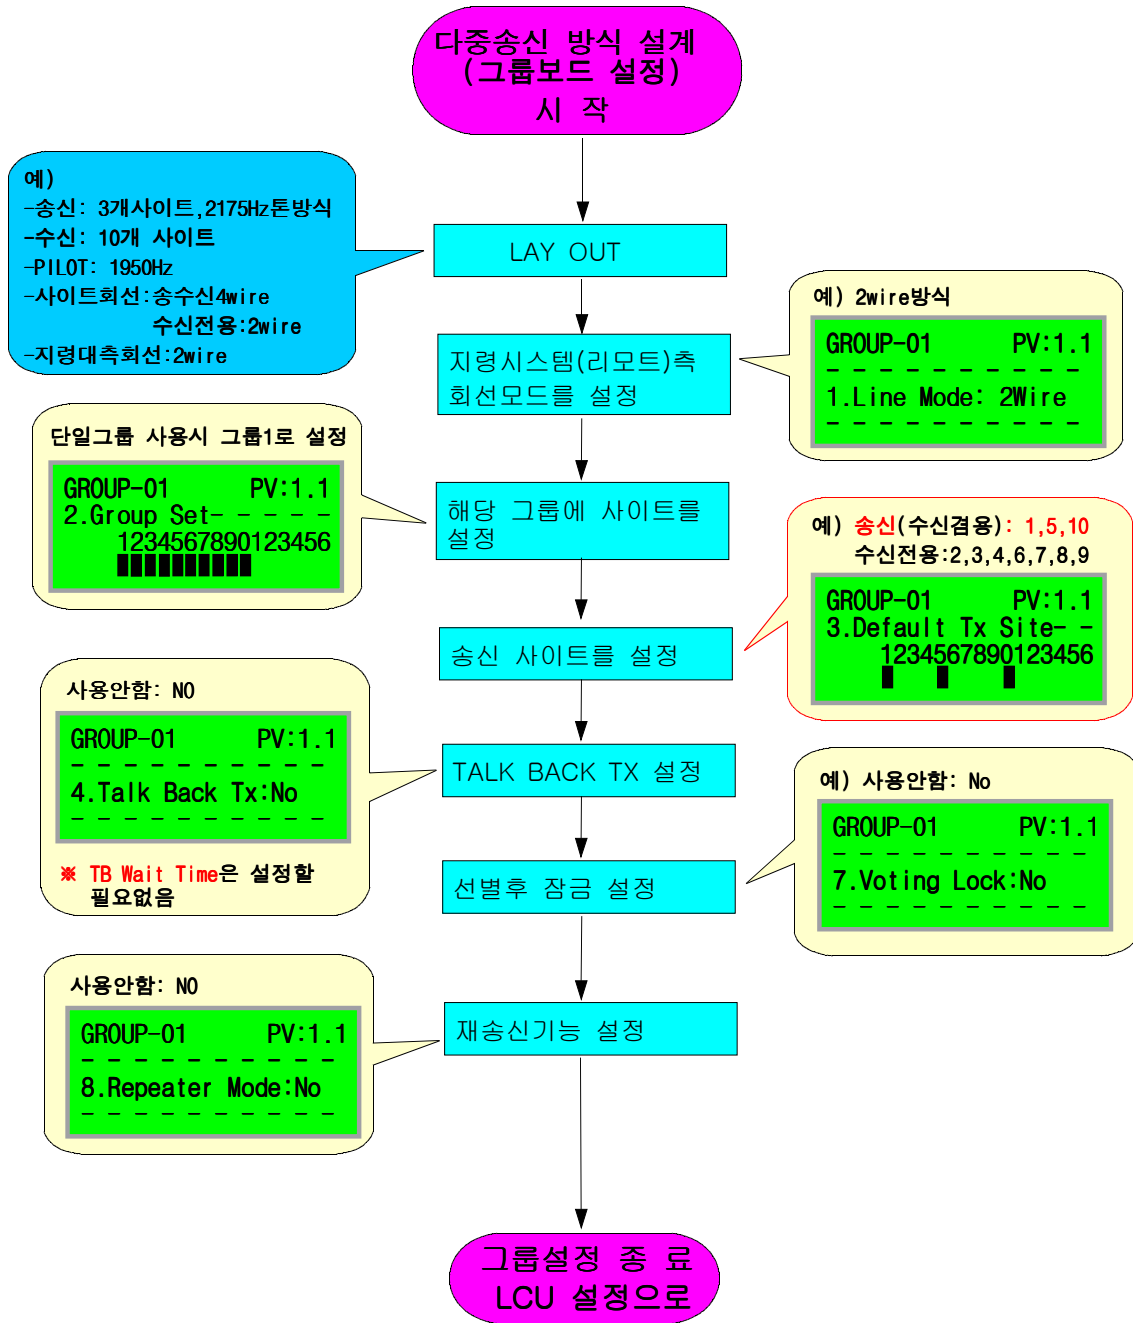 다중송신 방식 설계
(그룹보드 설정)
시 작
예)
-송신: 3개사이트,2175Hz톤방식
-수신: 10개 사이트
-PILOT: 1950Hz
-사이트회선:송수신4wire
수신전용:2wire
-지령대측회선:2wire
LAY OUT
예) 2wire방식
GROUP-01 PV:1.1
- - - - - - - - - -
1.Line Mode: 2Wire
- - - - - - - - - -
지령시스템(리모트)측
회선모드를 설정
단일그룹 사용시 그룹1로 설정
GROUP-01 PV:1.1
2.Group Set- - - - -
1234567890123456
해당 그룹에 사이트를
설정
예) 송신(수신겸용): 1,5,10
수신전용:2,3,4,6,7,8,9
GROUP-01 PV:1.1
3.Default Tx Site- -
1234567890123456
송신 사이트를 설정
사용안함: NO
GROUP-01 PV:1.1
- - - - - - - - - -
4.Talk Back Tx:No
- - - - - - - - - -
※ TB Wait Time은 설정할
필요없음
TALK BACK TX 설정
예) 사용안함: No
GROUP-01 PV:1.1
- - - - - - - - - -
7.Voting Lock:No
- - - - - - - - - -
선별후 잠금 설정
사용안함: NO
GROUP-01 PV:1.1
- - - - - - - - - -
8.Repeater Mode:No
- - - - - - - - - -
재송신기능 설정
그룹설정 종 료
LCU 설정으로